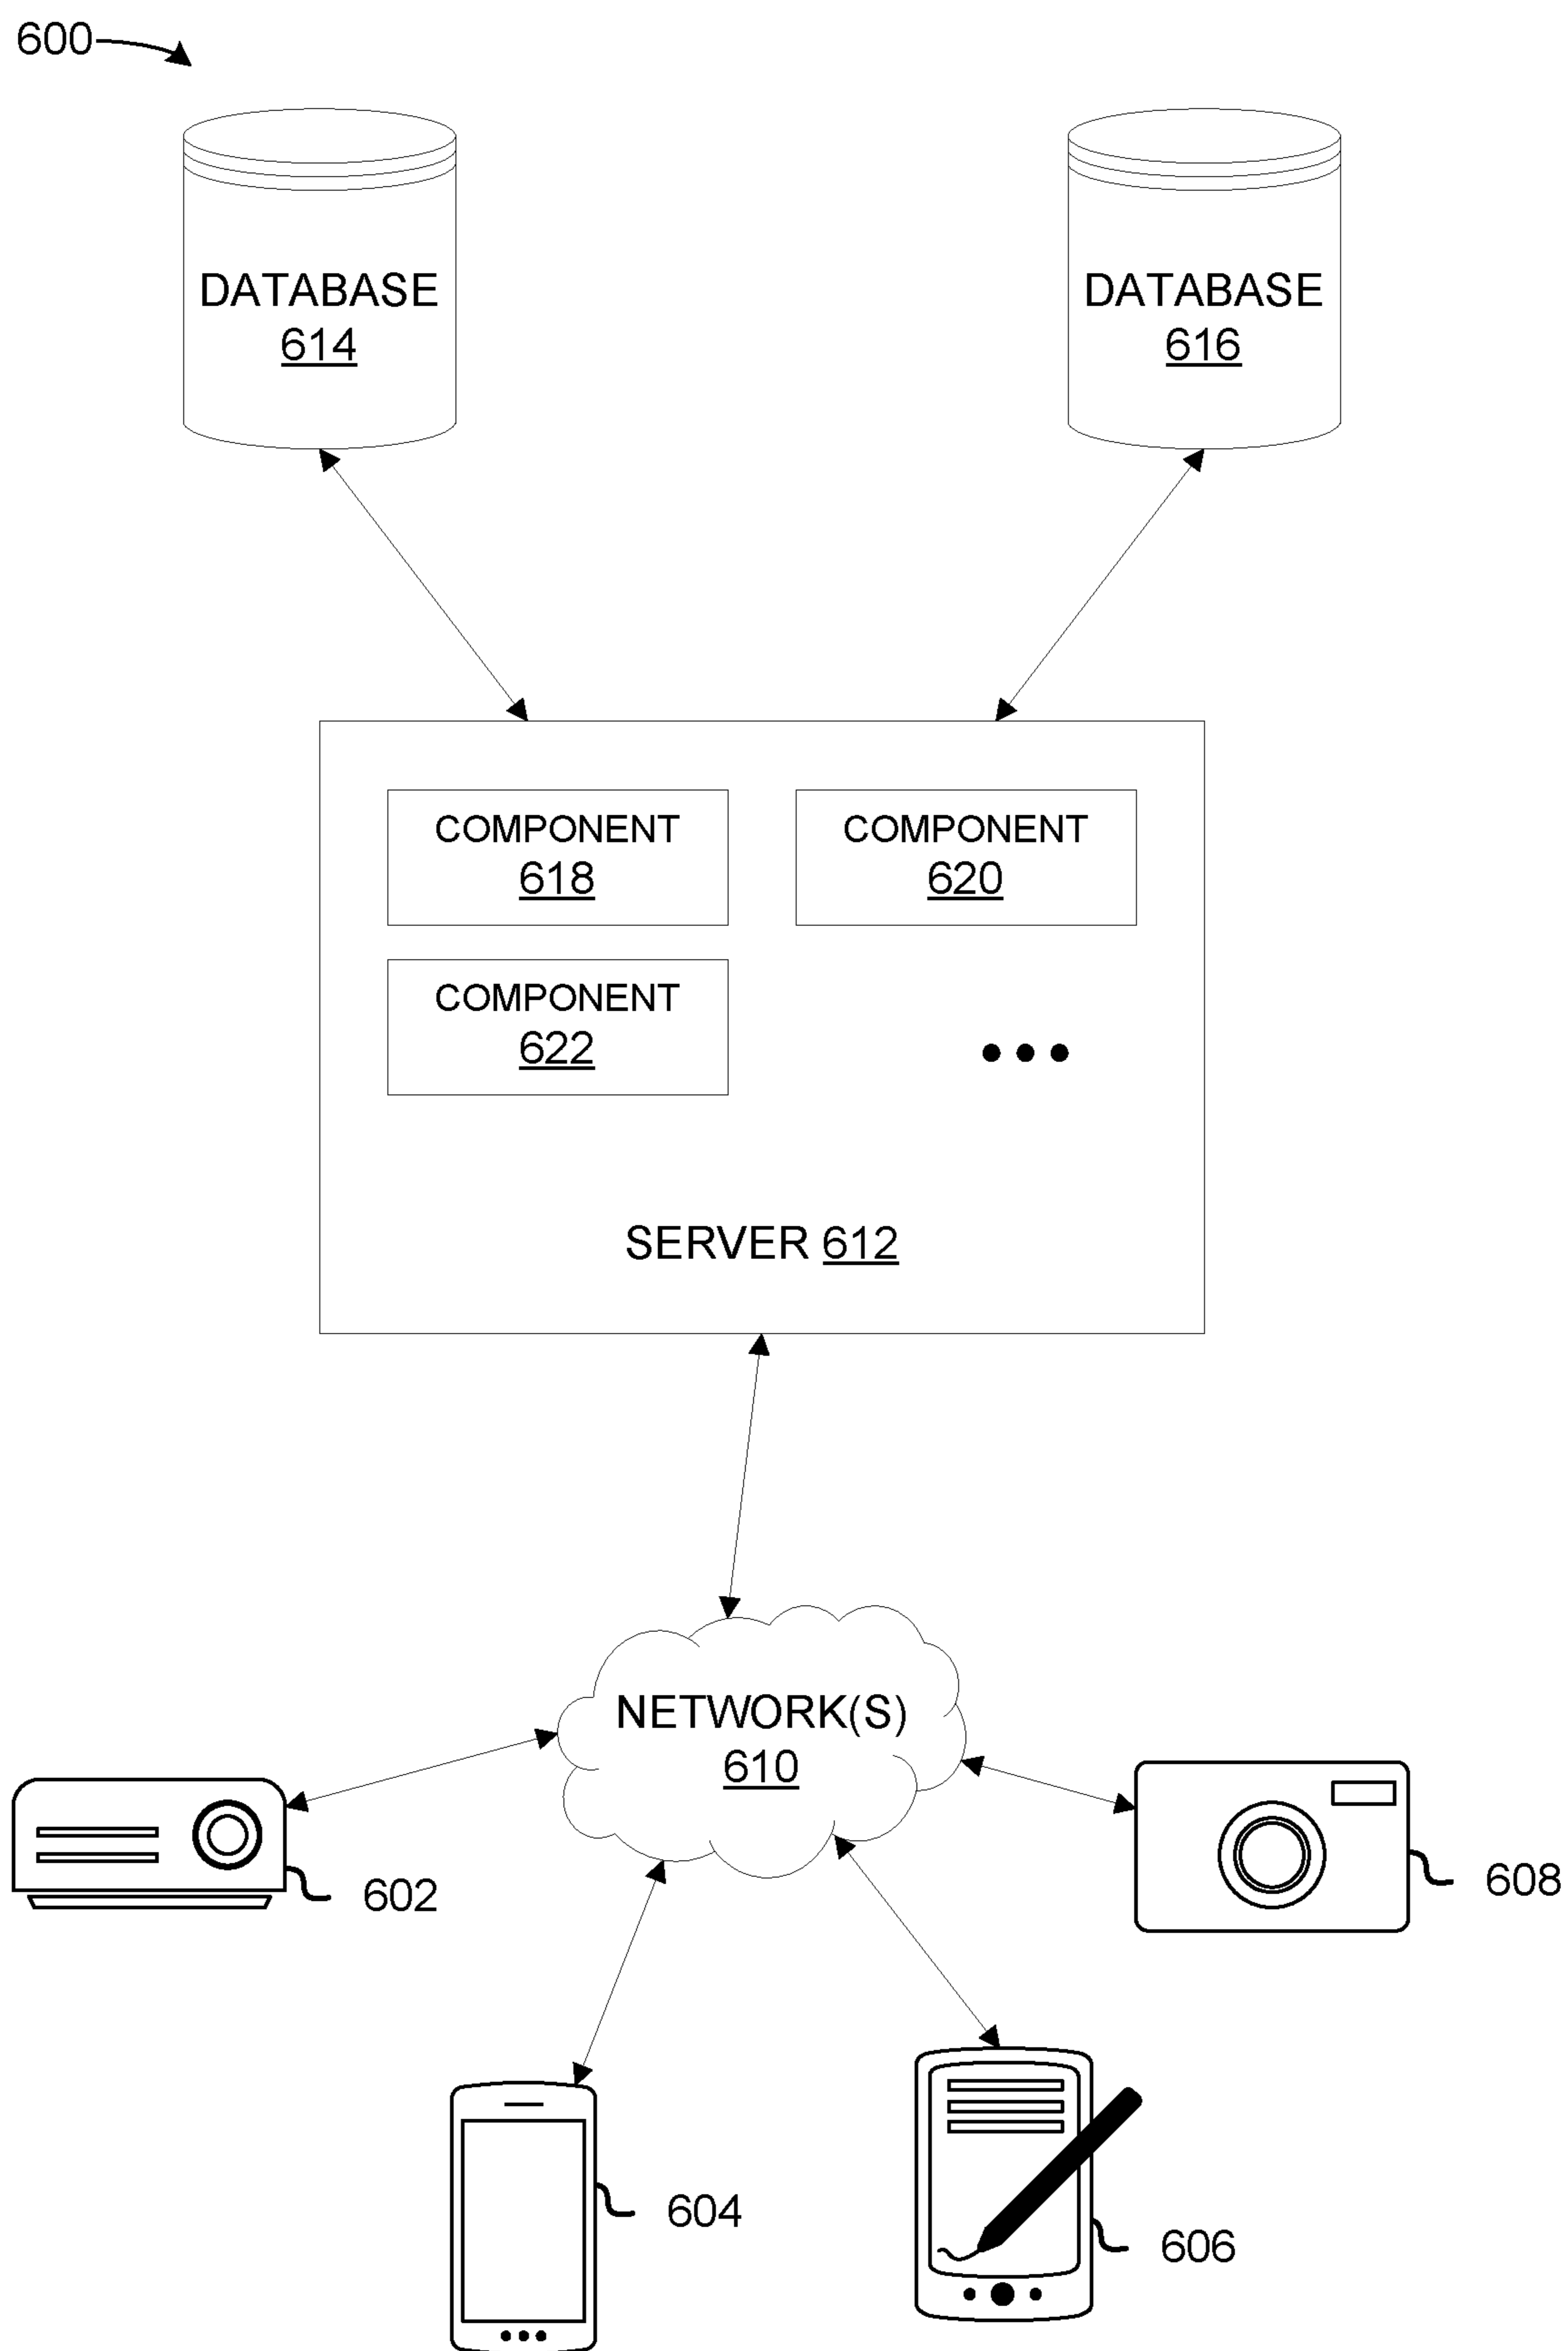 600
DATABASE
614
DATABASE
616
COMPONENT
618
COMPONENT
620
COMPONENT
622
SERVER 612
NETWORK(S)
610
602
608
604
606